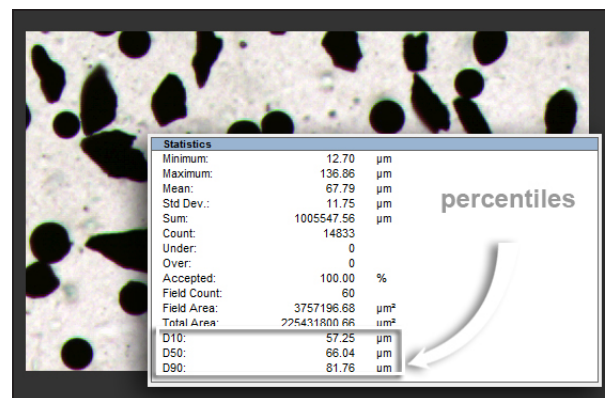 Statistics
Minimum: 12.70 µm
Maximum: 136.86 µm
Mean: 67.79 µm
Std Dev.: 11.75 µm
Sum: 1005547.56 µm
Count: 14833
Under: 0
Over: 0
Accepted: 100.00 %
Field Count: 60
Field Area: 3757196.68 µm²
Total Area: 225431800.66 µm²
D10: 57.25 µm
D50: 66.04 µm
D90: 81.76 um
percentiles